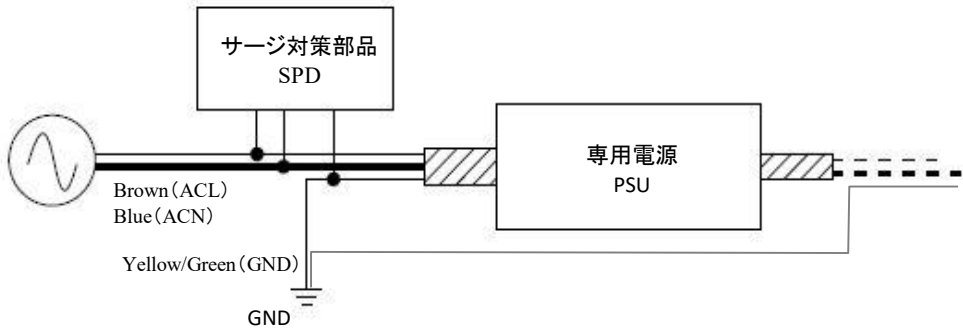 サージ対策部品
SPD
専用電源
PSU
Brown（ACL）
Blue（ACN）
Yellow/Green（GND）
GND